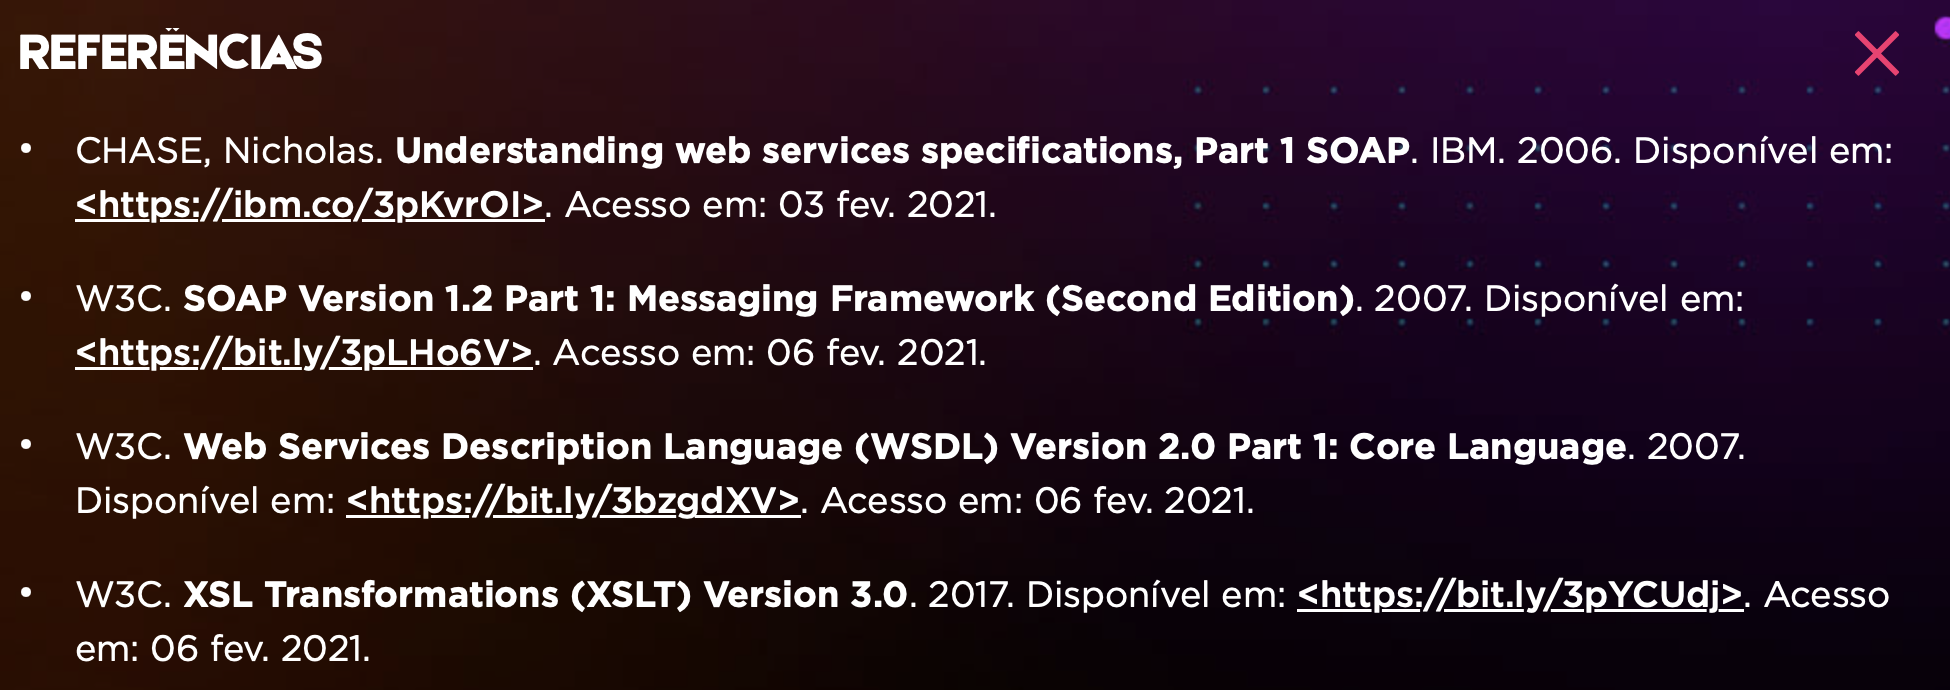 REFERÊNCIAS
• CHASE, Nicholas. Understanding web services specifications, Part 1 SOAP. IBM. 2006. Disponível em:
<https://ibm.co/3pKvrOI>. Acesso em: 03 fev. 2021.
• W3C. SOAP Version 1.2 Part 1: Messaging Framework (Second Edition). 2007. Disponível em:
<https://bit.ly/3pLHo6V>. Acesso em: 06 fev. 2021.
• W3C. Web Services Description Language (WSDL) Version 2.0 Part 1: Core Language. 2007.
Disponível em: <https://bit.ly/3bzgdXV>. Acesso em: 06 fev. 2021.
• W3C. XSL Transformations (XSLT) Version 3.0. 2017. Disponível em: <https://bit.ly/3pYCUdj>. Acesso
em: 06 fev. 2021.